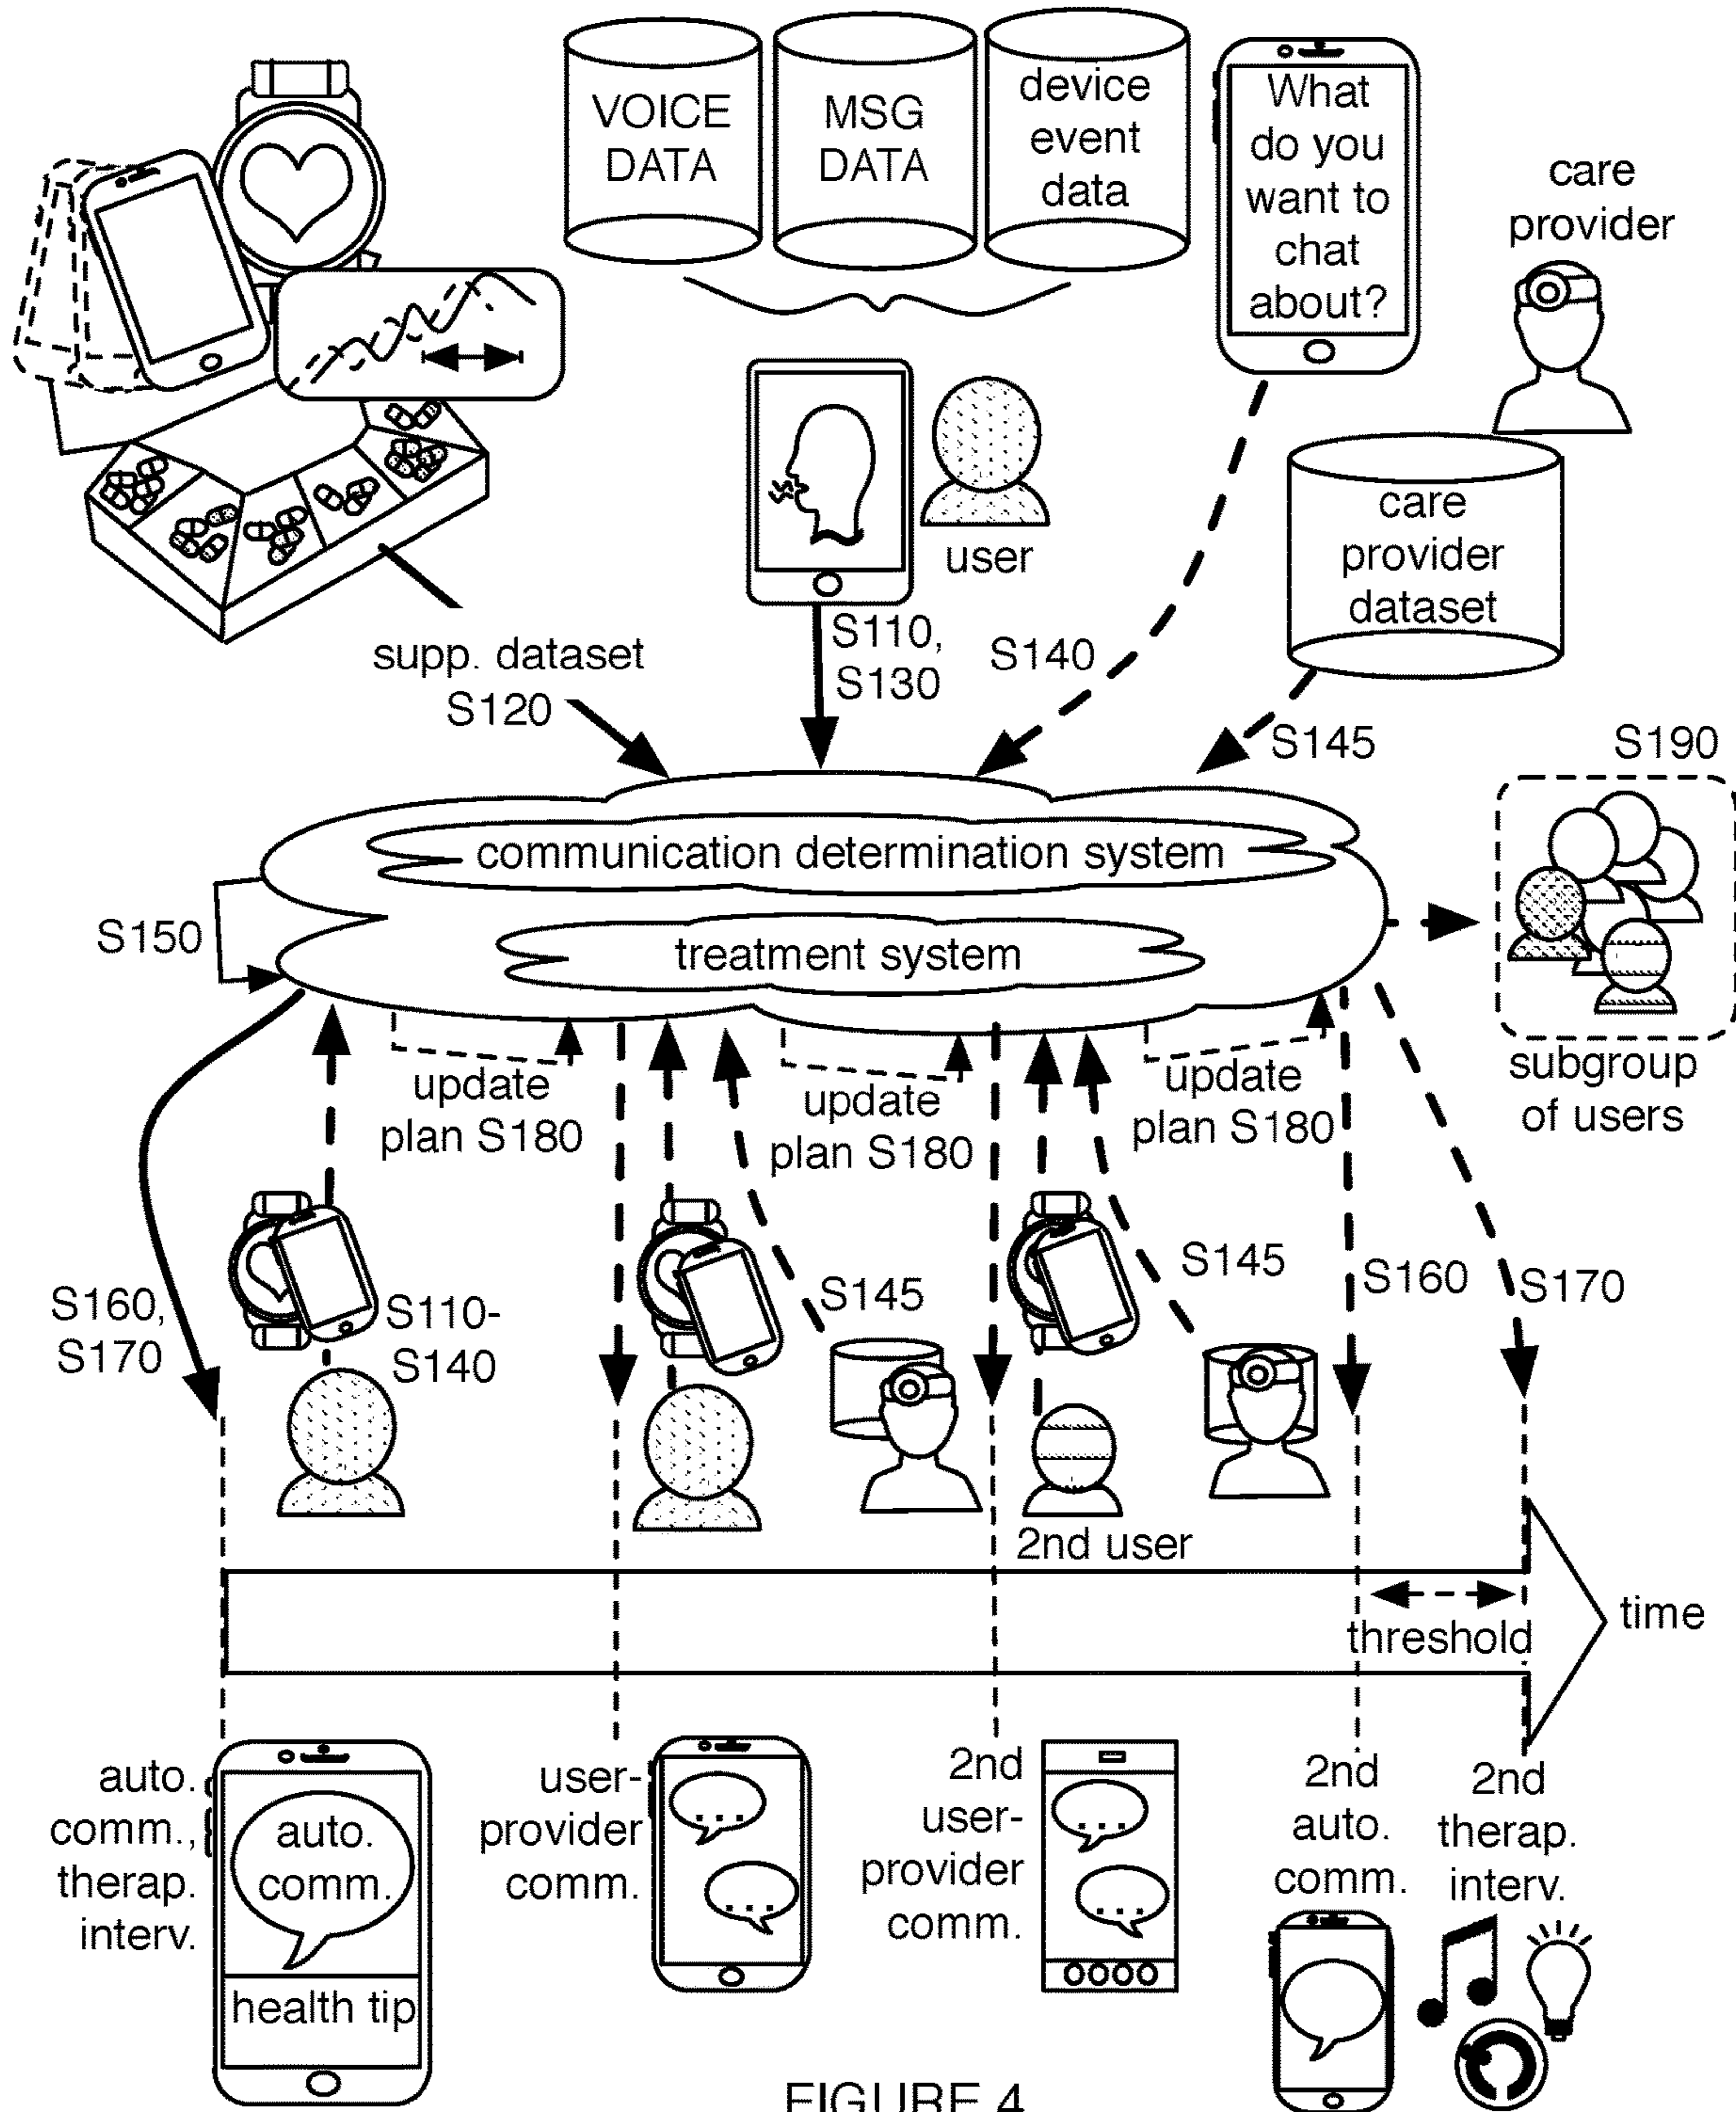 VOICE
DATA
MSG
DATA
device
event
data
What
do you
want to
chat
about?
care
provider
user
care
provider
dataset
supp. dataset
S120
S110,
S130
S140
S145
S190
communication determination system
treatment system
S150
subgroup
of users
update
plan S180
update
plan S180
update
plan S180
S160,
S170
S110-
S140
S145
S145
S160
S170
2nd user
threshold
time
auto.
comm.,
therap.
interv.
auto.
comm.
health tip
user-
provider
comm.
...
...
2nd
user-
provider
comm.
...
...
2nd
auto.
comm.
2nd
therap.
interv.
FIGURE 4